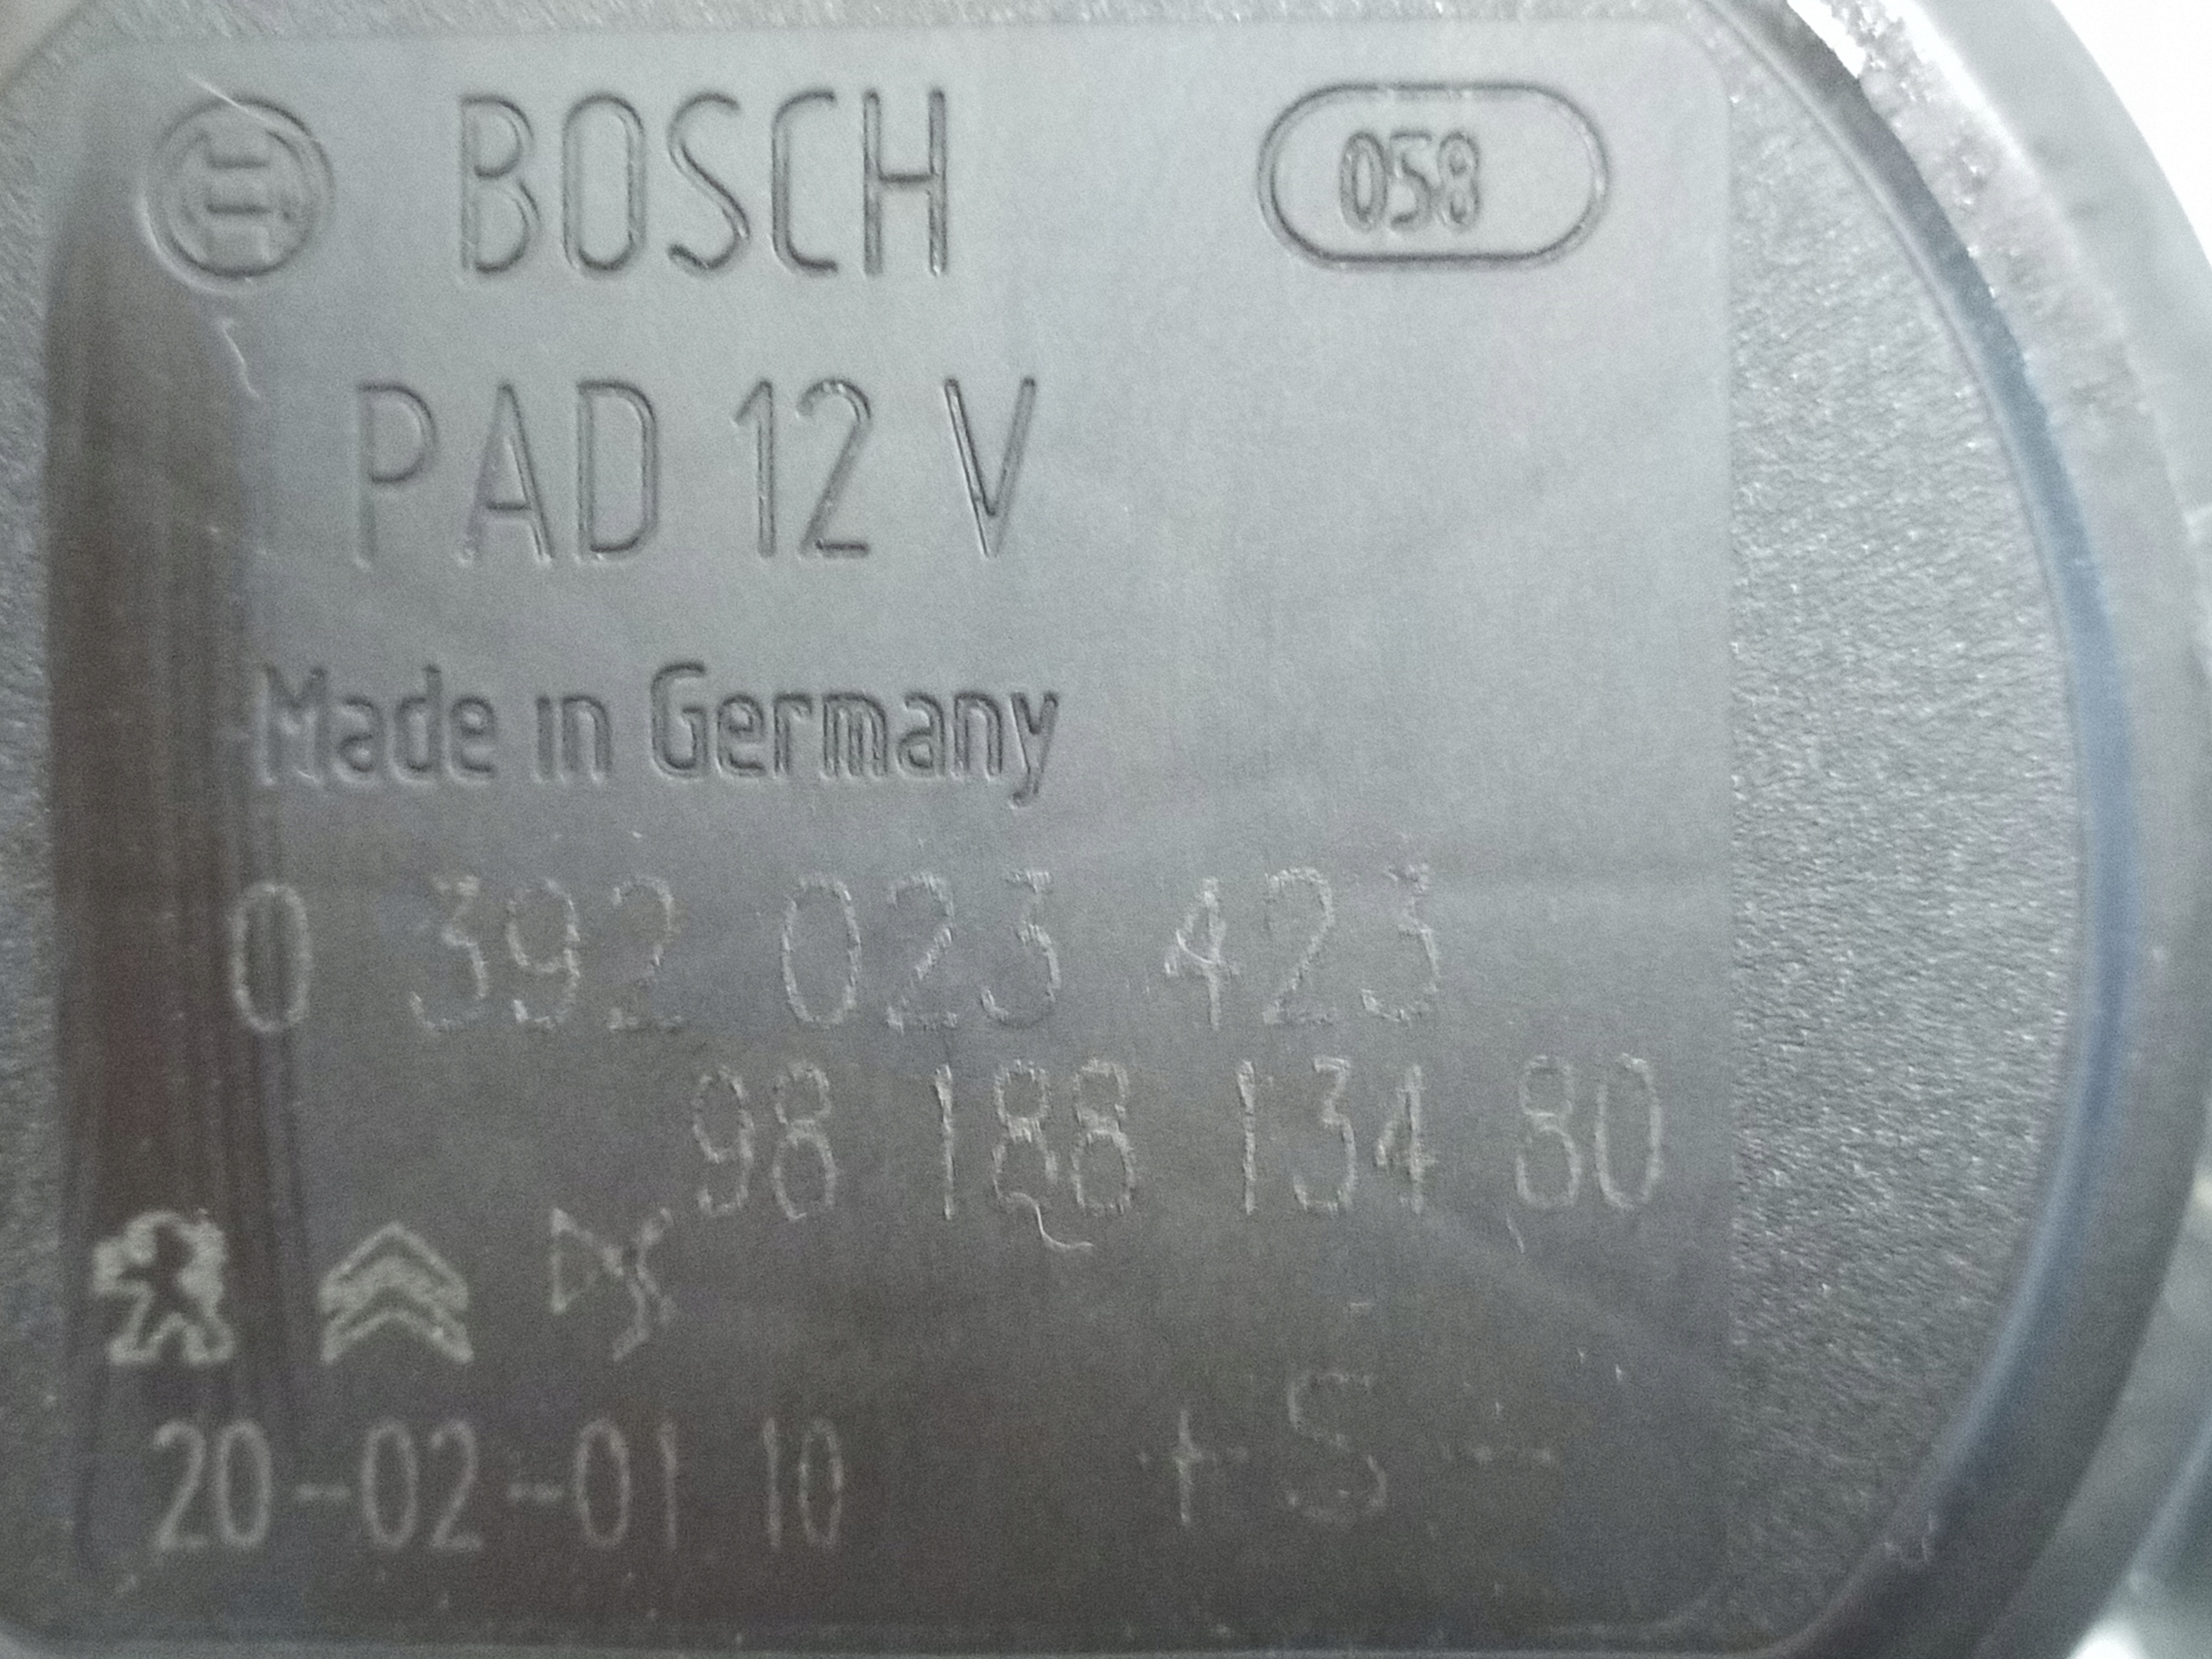 BOSCH 058
PAD 12 V
Made in Germany
0 392 023 423
98 188 134 80
20-02-01 10 + S -